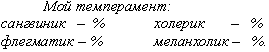 Мой темперамент:
сангвиник – % холерик – %
флегматик – % меланхолик – %